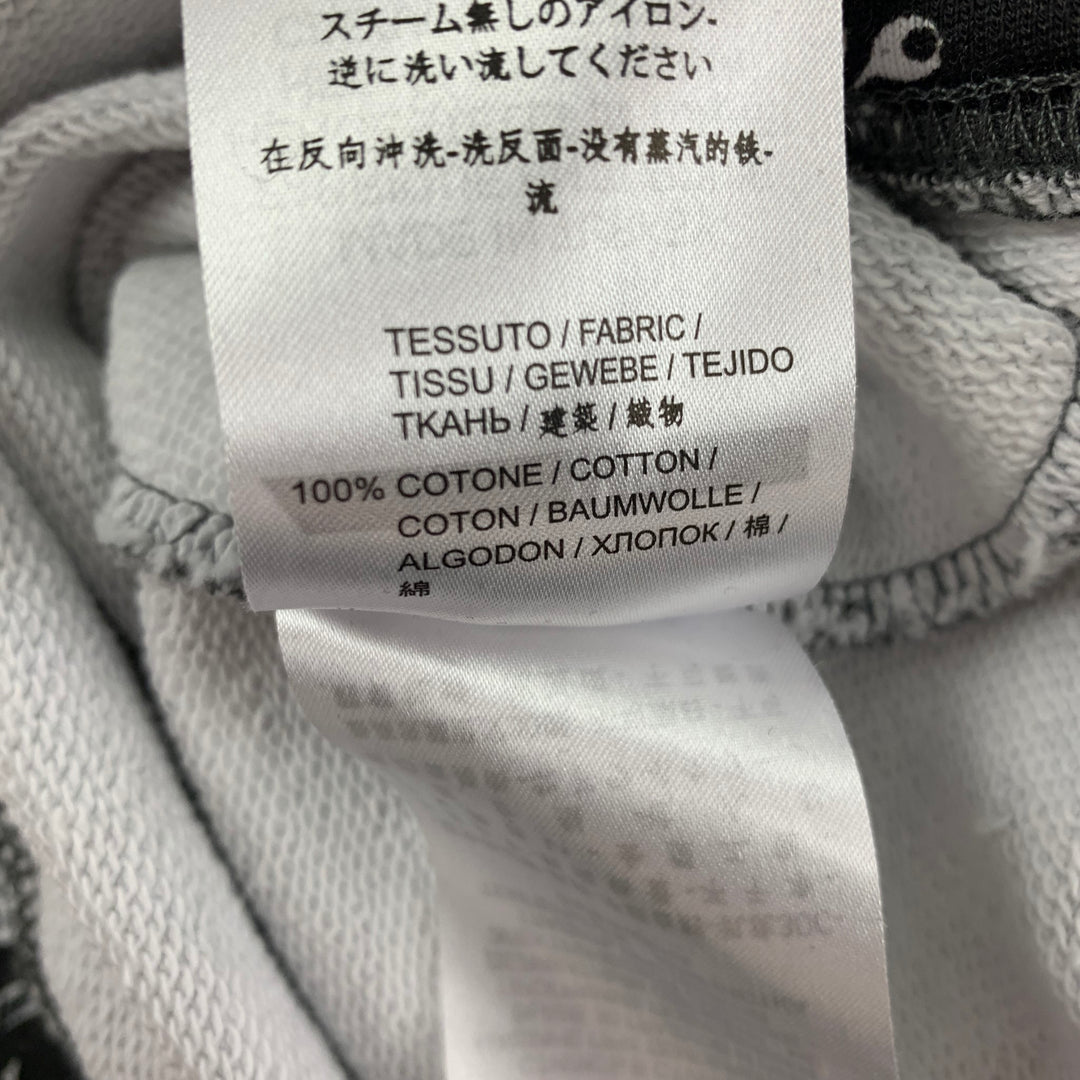 スチーム無しのアイロン.
逆に洗い流してください
在反向沖洗-洗反面-没有蒸汽的铁-
流
TESSUTO / FABRIC /
TISSU / GEWEBE / TEJIDO
ТКАНЬ / 建築 / 織物
100% COTONE / COTTON /
COTON / BAUMWOLLE /
ALGODON / ХЛОПОК / 棉 /
綿